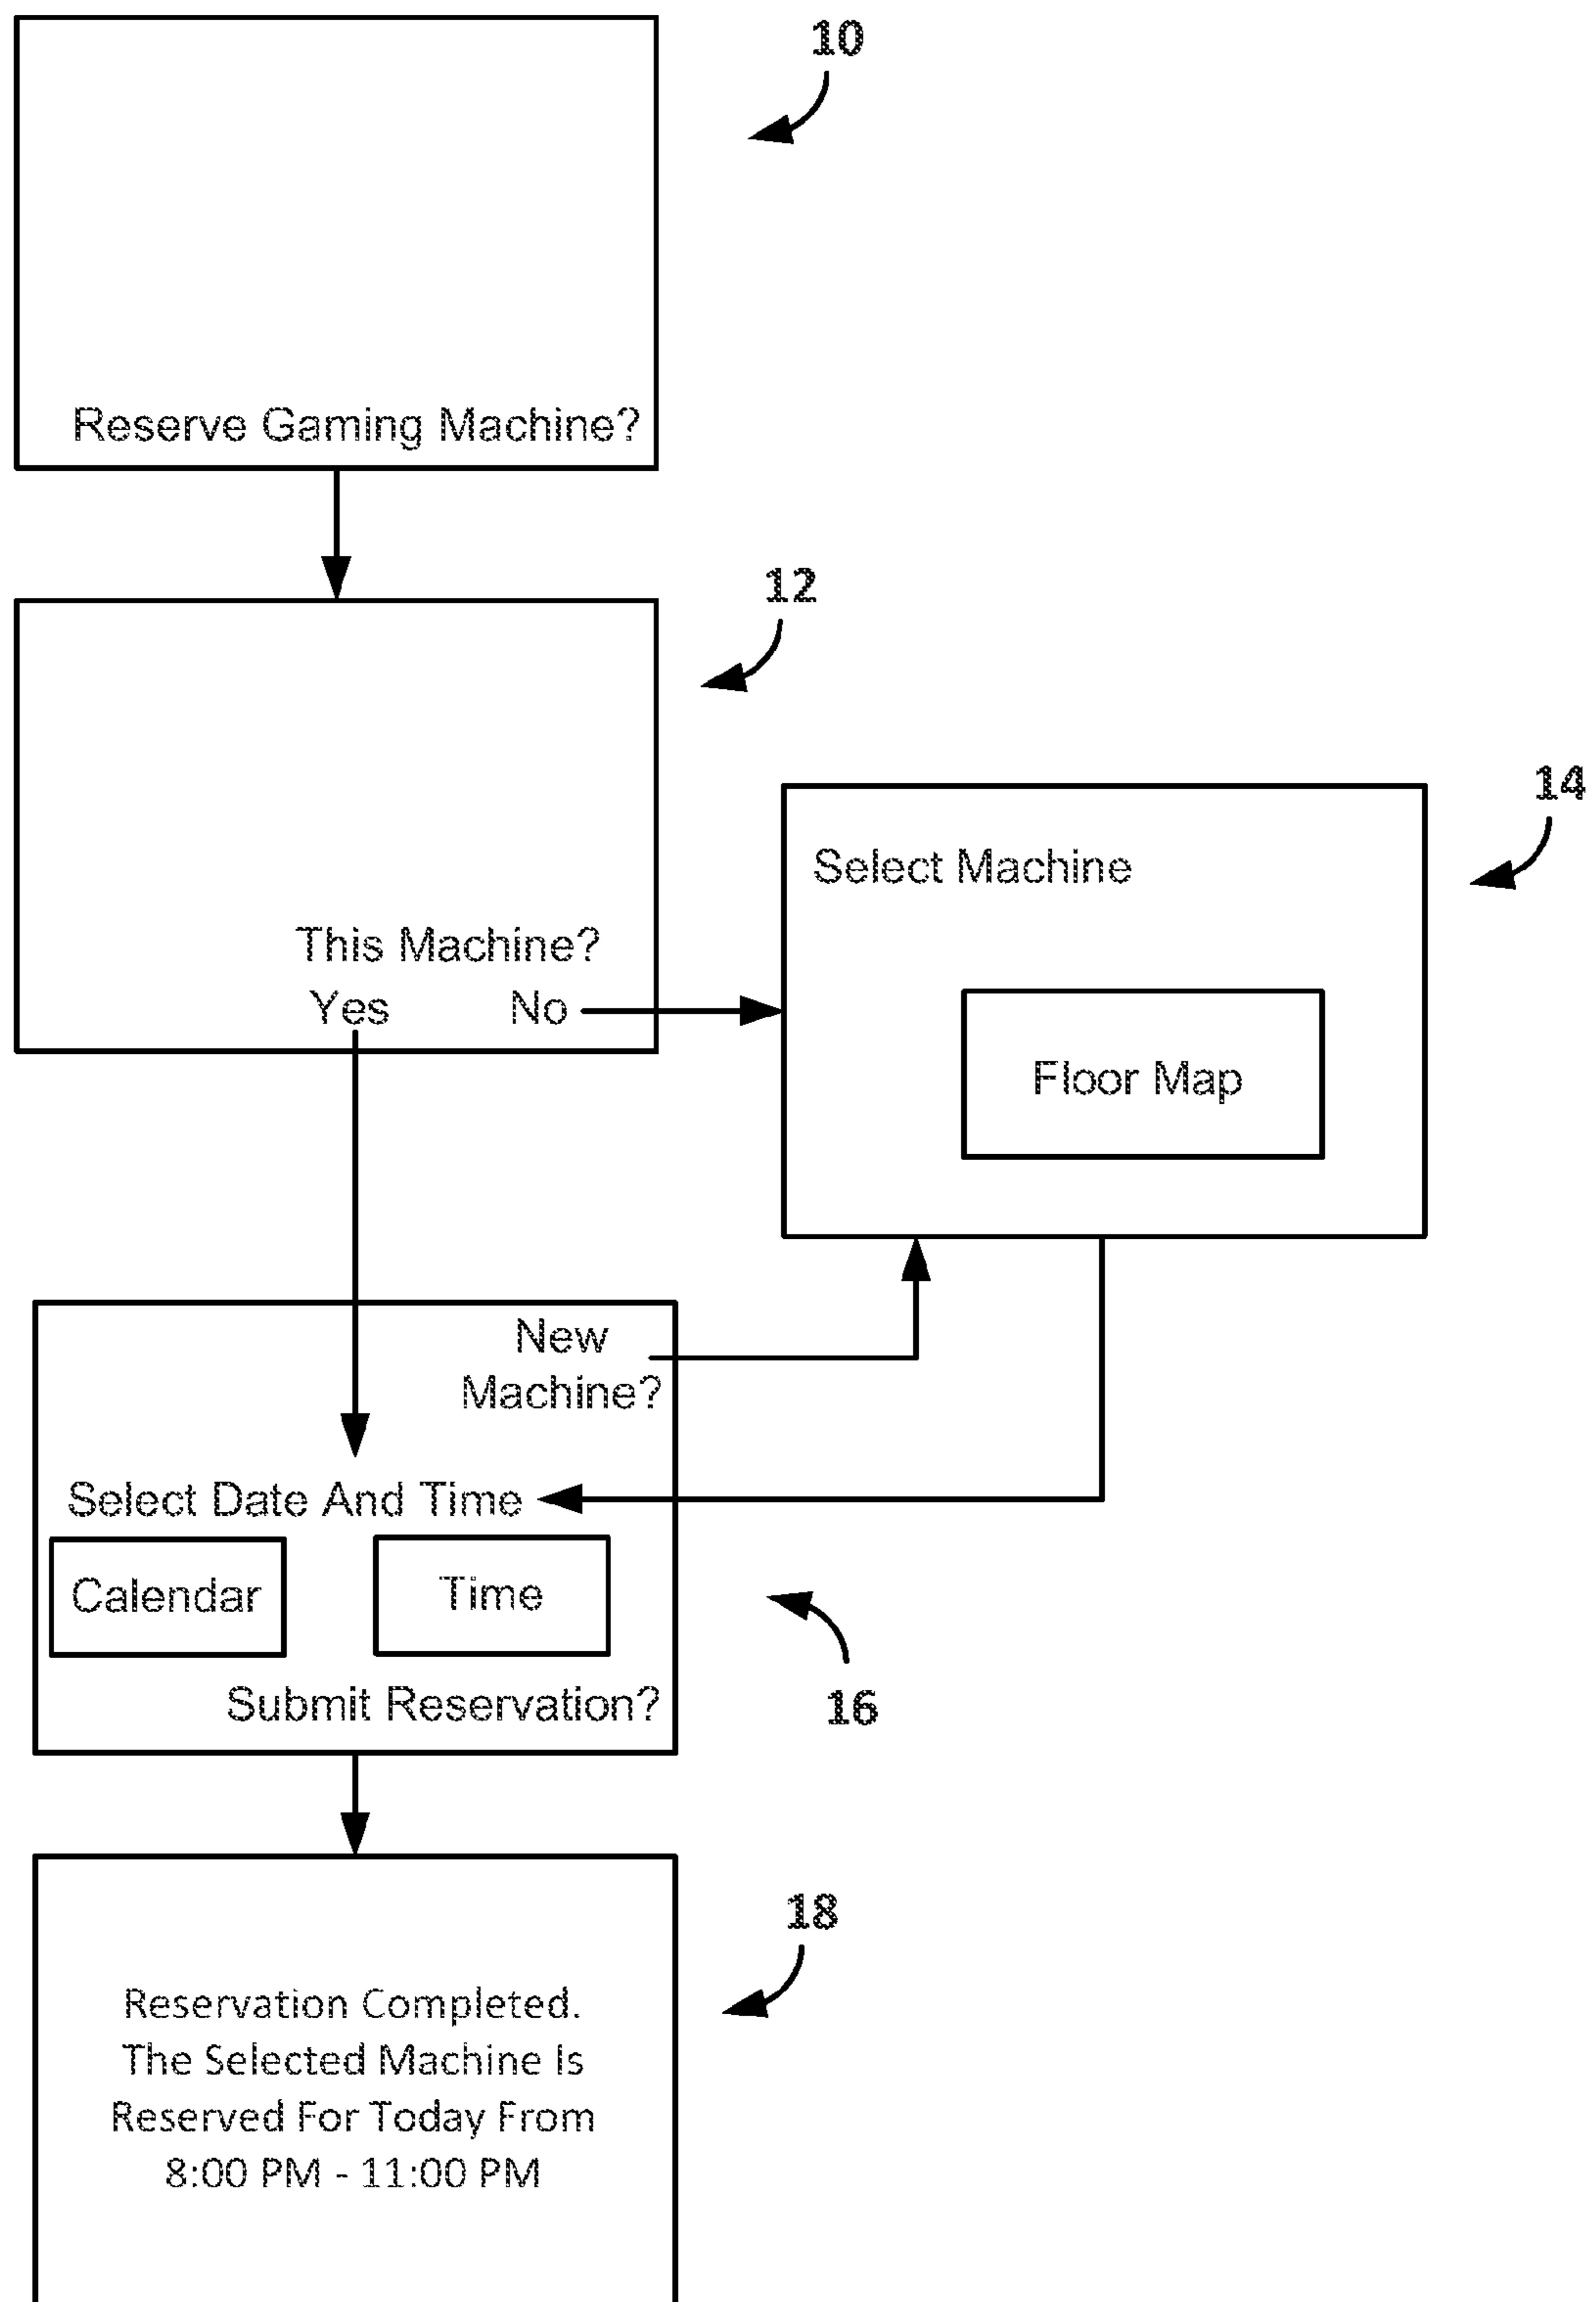 10
Reserve Gaming Machine?
12
This Machine?
Yes No
14
Select Machine
Floor Map
New
Machine?
Select Date And Time
Calendar Time
Submit Reservation?
16
18
Reservation Completed.
The Selected Machine Is
Reserved For Today From
8:00 PM - 11:00 PM